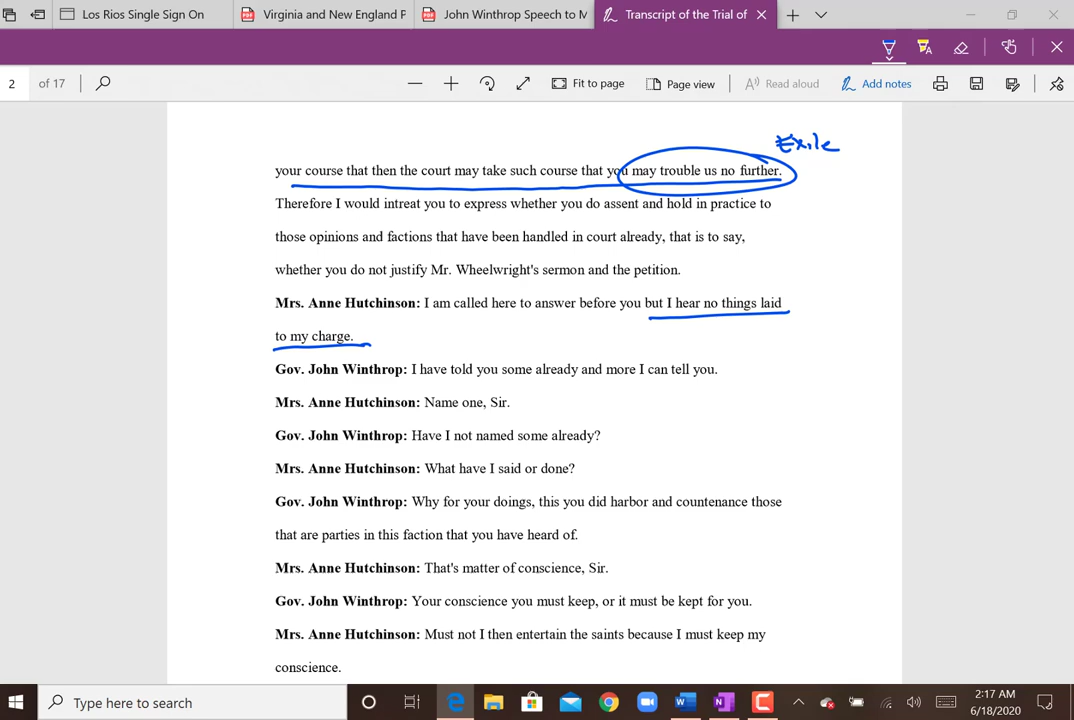 Los Rios Single Sign On
Virginia and New England P
John Winthrop Speech to M
Transcript of the Trial of
2 of 17
Fit to page
Page view
Read aloud
Add notes
Exile
your course that then the court may take such course that you may trouble us no further.
Therefore I would intreat you to express whether you do assent and hold in practice to
those opinions and factions that have been handled in court already, that is to say,
whether you do not justify Mr. Wheelwright's sermon and the petition.
Mrs. Anne Hutchinson: I am called here to answer before you but I hear no things laid
to my charge.
Gov. John Winthrop: I have told you some already and more I can tell you.
Mrs. Anne Hutchinson: Name one, Sir.
Gov. John Winthrop: Have I not named some already?
Mrs. Anne Hutchinson: What have I said or done?
Gov. John Winthrop: Why for your doings, this you did harbor and countenance those
that are parties in this faction that you have heard of.
Mrs. Anne Hutchinson: That's matter of conscience, Sir.
Gov. John Winthrop: Your conscience you must keep, or it must be kept for you.
Mrs. Anne Hutchinson: Must not I then entertain the saints because I must keep my
conscience.
Type here to search
2:17 AM
6/18/2020